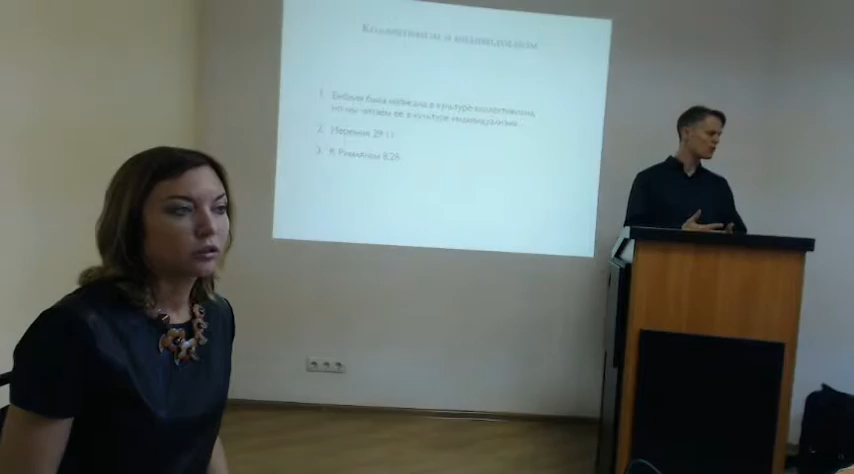 Коллективизм и индивидуализм
1. Библия была написана в культуре коллективизма,
но мы читаем ее в культуре индивидуализма.
2. Иеремия 29:11
3. К Римлянам 8:28